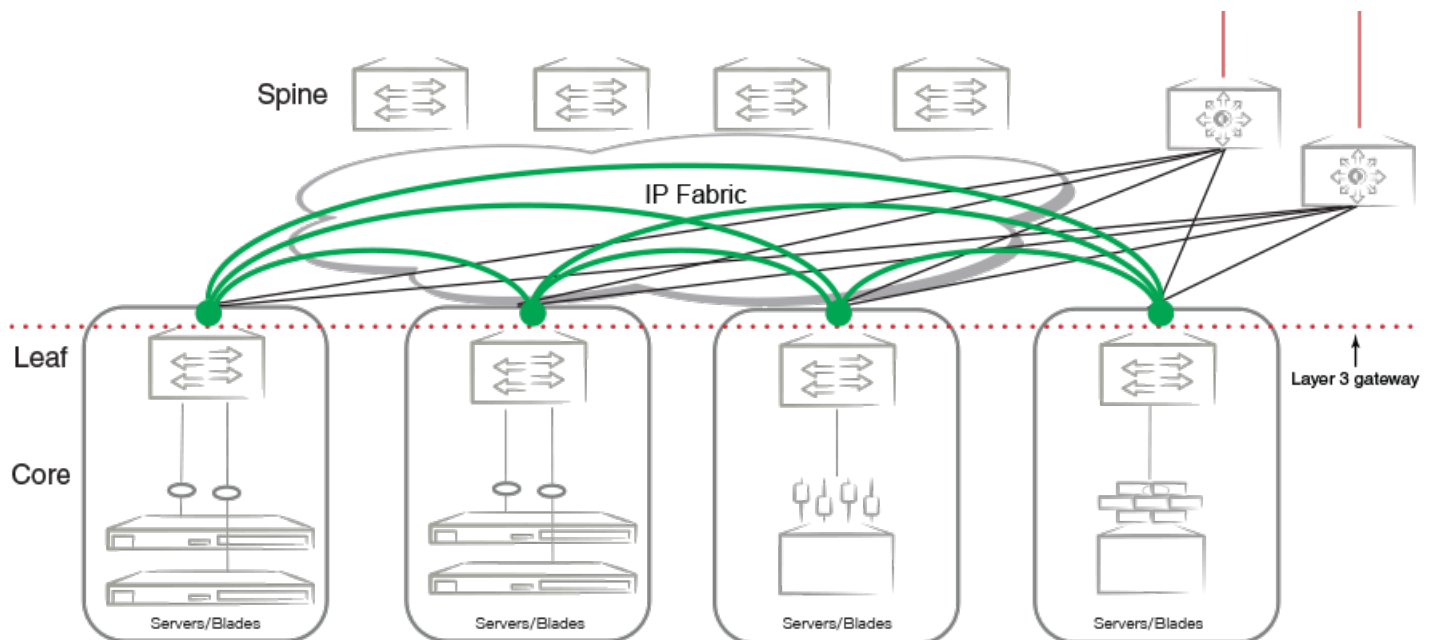 Spine
IP Fabric
Leaf
Layer 3 gateway
Core
Servers/Blades
Servers/Blades
Servers/Blades
Servers/Blades